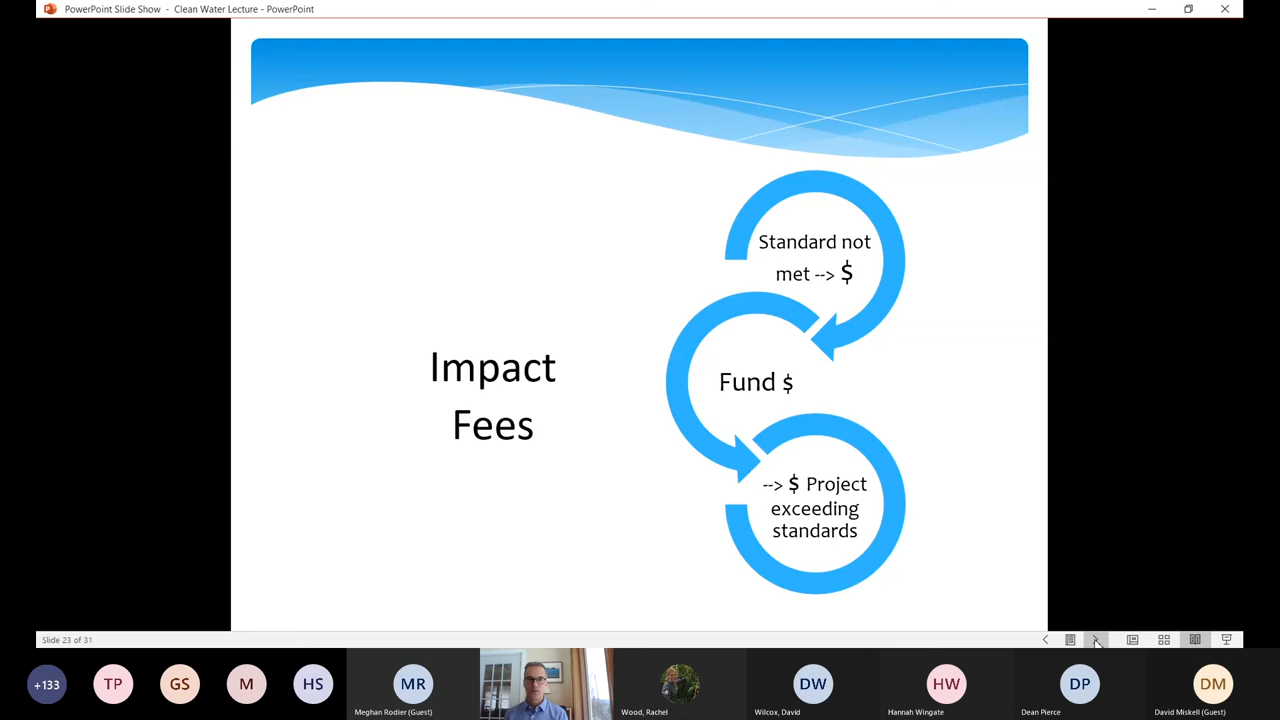 PowerPoint Slide Show - Clean Water Lecture - PowerPoint
Standard not
met --> $
Impact
Fees
Fund $
--> $ Project
exceeding
standards
Slide 23 of 31
+133
TP
GS
M
HS
MR
DW
HW
DP
DM
Meghan Rodier (Guest)
Wood, Rachel
Wilcox, David
Hannah Wingate
Dean Pierce
David Miskell (Guest)